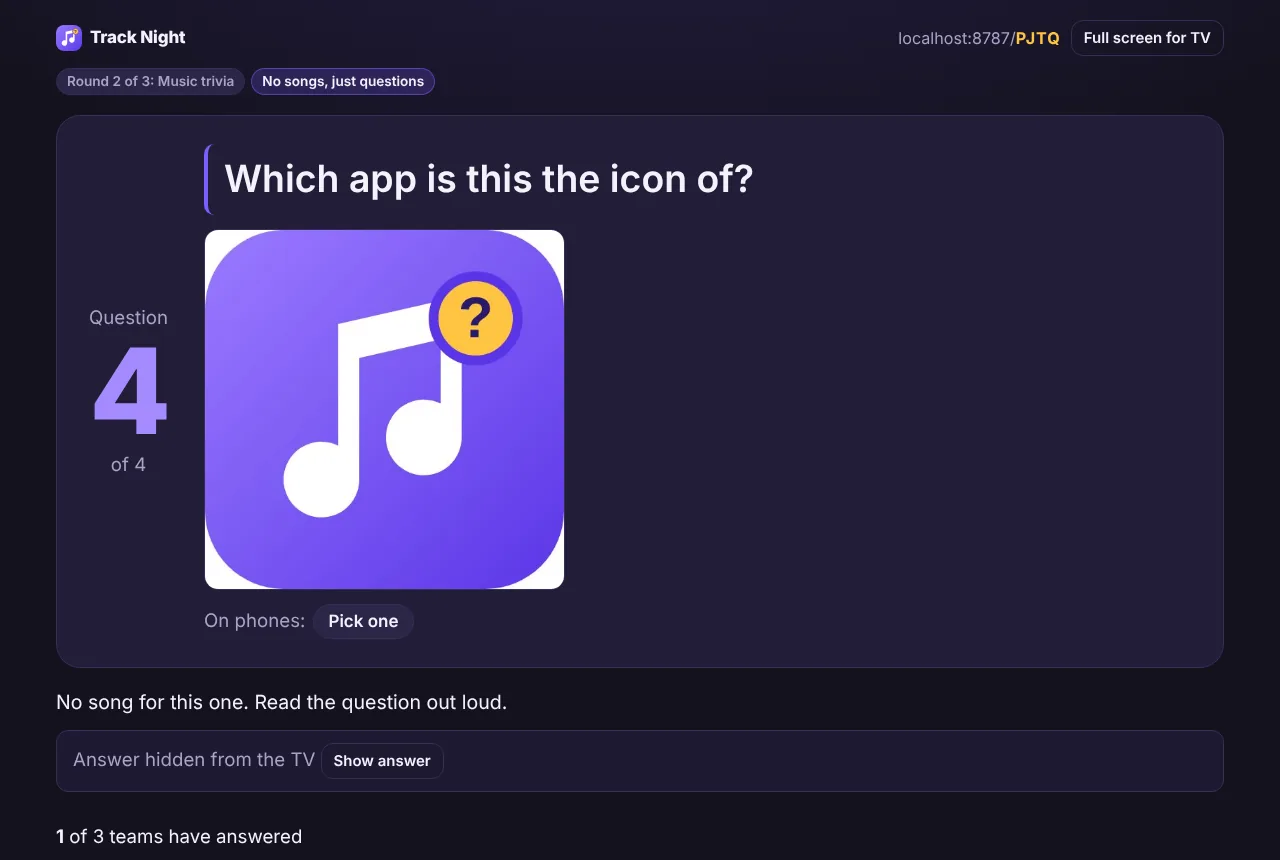 Track Night
localhost:8787/PJTQ
Full screen for TV
Round 2 of 3: Music trivia
No songs, just questions
Which app is this the icon of?
Question
4
of 4
?
On phones: Pick one
No song for this one. Read the question out loud.
Answer hidden from the TV
Show answer
1 of 3 teams have answered